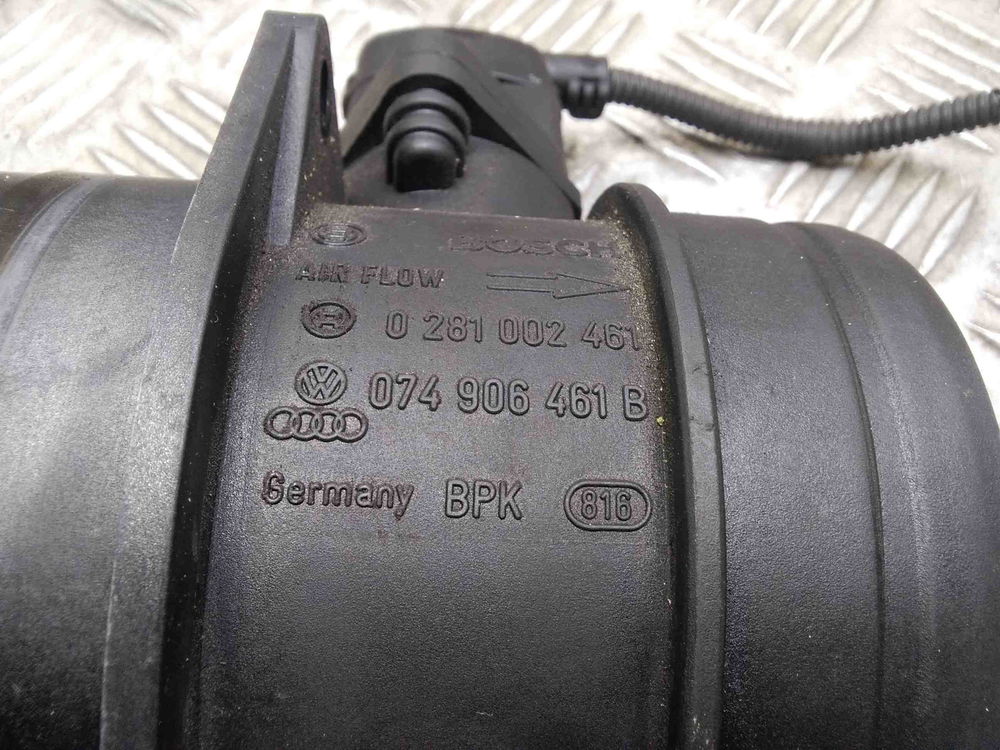 BOSCH
AIR FLOW
0 281 002 461
074 906 461 B
Germany BPK 816